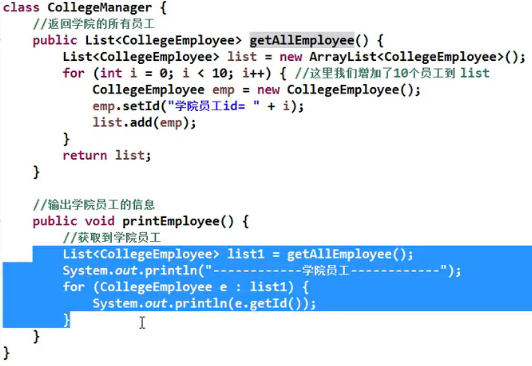 class CollegeManager {
//返回学院的所有员工
public List<CollegeEmployee> getAllEmployee() {
List<CollegeEmployee> list = new ArrayList<CollegeEmployee>();
for (int i = 0; i < 10; i++) { //这里我们增加了10个员工到 list
CollegeEmployee emp = new CollegeEmployee();
emp.setId("学院员工id= " + i);
list.add(emp);
}
return list;
}
//输出学院员工的信息
public void printEmployee() {
//获取到学院员工
List<CollegeEmployee> list1 = getAllEmployee();
System.out.println("------------学院员工------------");
for (CollegeEmployee e : list1) {
System.out.println(e.getId());
}
}
}